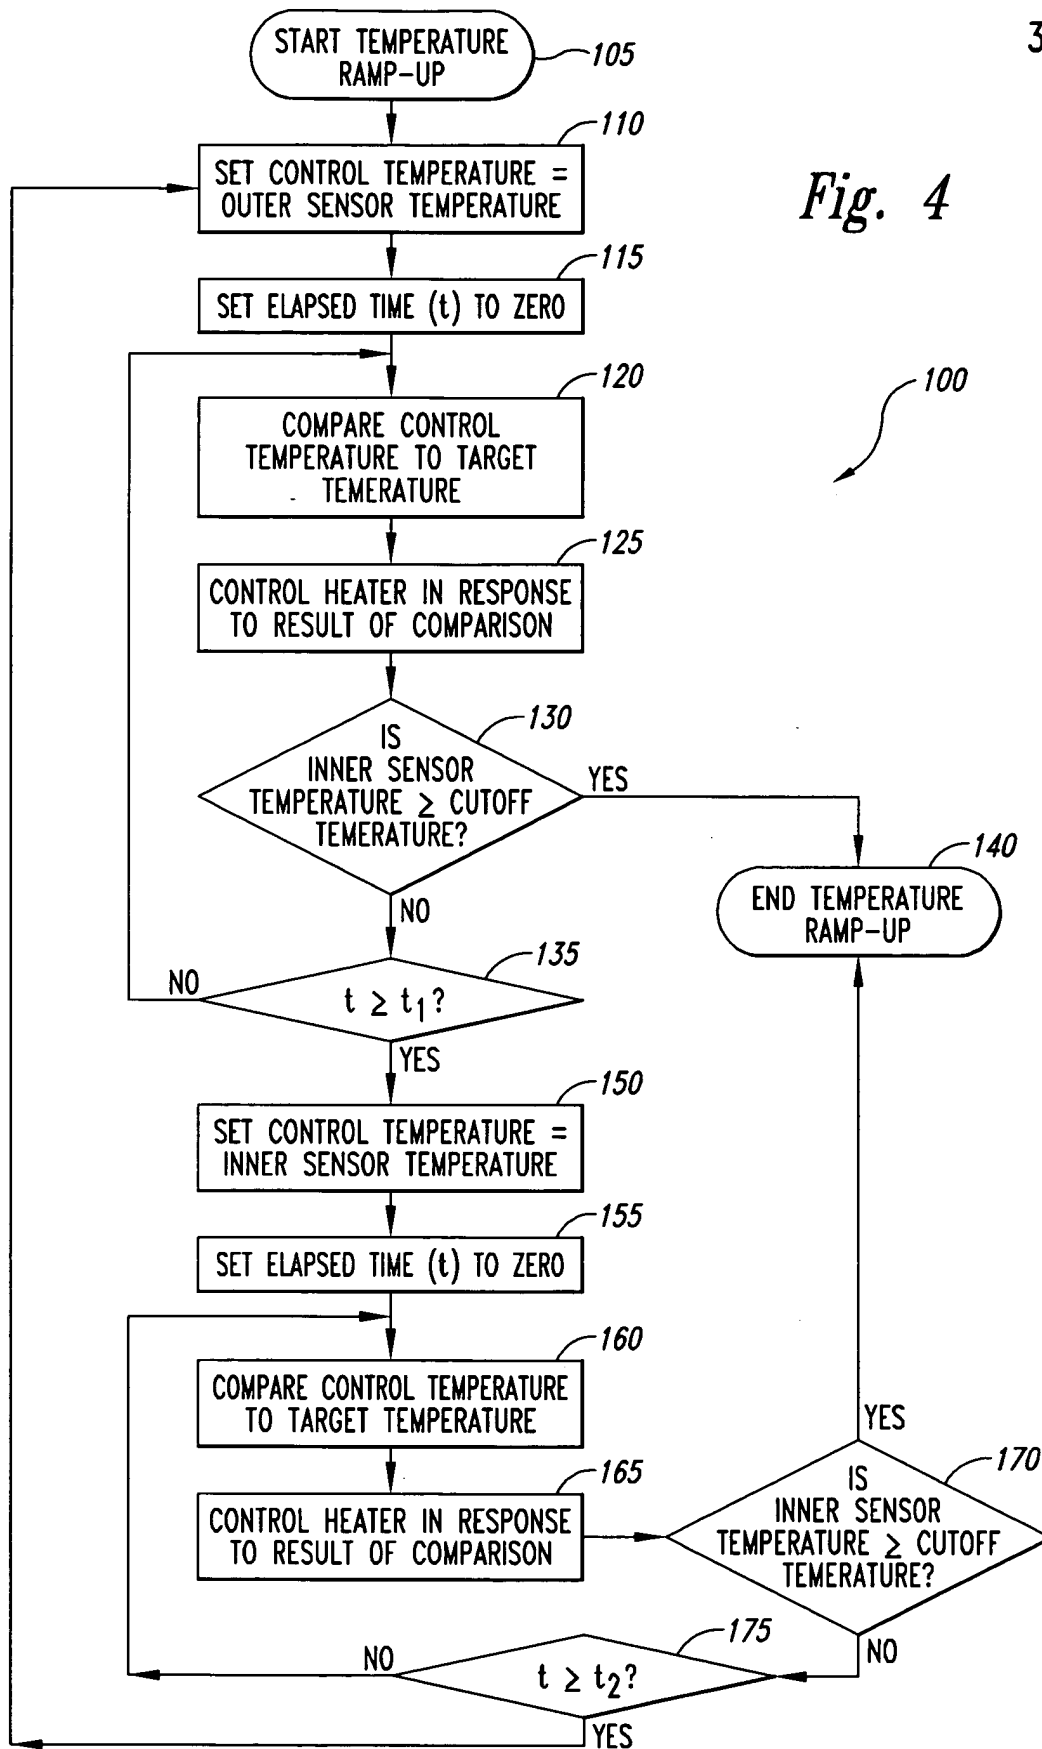 START TEMPERATURE
RAMP-UP
105
3
110
SET CONTROL TEMPERATURE =
OUTER SENSOR TEMPERATURE
Fig. 4
115
SET ELAPSED TIME (t) TO ZERO
120
100
COMPARE CONTROL
TEMPERATURE TO TARGET
TEMERATURE
125
CONTROL HEATER IN RESPONSE
TO RESULT OF COMPARISON
130
IS
INNER SENSOR
TEMPERATURE ≥ CUTOFF
TEMERATURE?
YES
NO
140
END TEMPERATURE
RAMP-UP
135
NO
t ≥ t1?
YES
150
SET CONTROL TEMPERATURE =
INNER SENSOR TEMPERATURE
155
SET ELAPSED TIME (t) TO ZERO
160
COMPARE CONTROL TEMPERATURE
TO TARGET TEMPERATURE
165
CONTROL HEATER IN RESPONSE
TO RESULT OF COMPARISON
YES
170
IS
INNER SENSOR
TEMPERATURE ≥ CUTOFF
TEMERATURE?
NO
175
NO
t ≥ t2?
YES